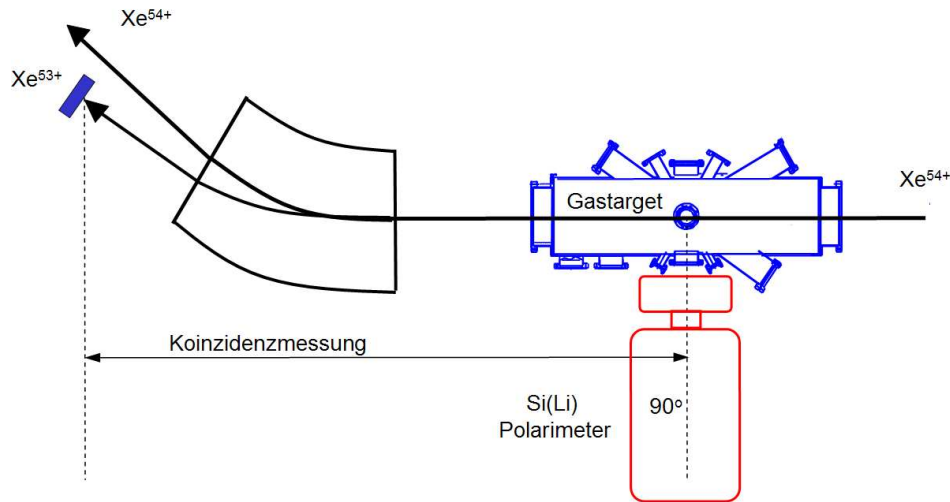 Xe⁵⁴⁺
Xe⁵³⁺
Xe⁵⁴⁺
Gastarget
Koinzidenzmessung
Si(Li)
Polarimeter
90°